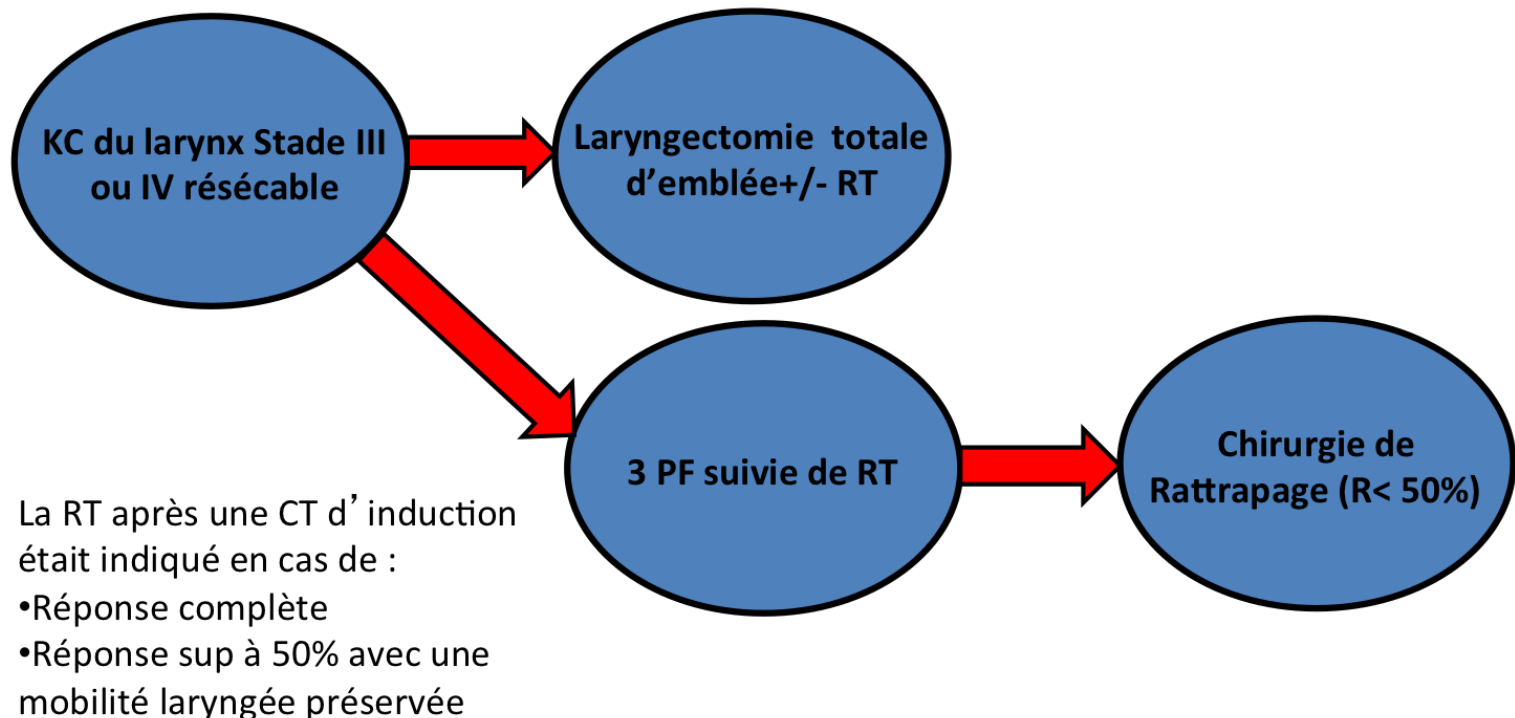 KC du larynx Stade III
ou IV résécable
Laryngectomie totale
d’emblée+/- RT
3 PF suivie de RT
Chirurgie de
Rattrapage (R< 50%)
La RT après une CT d’ induction
était indiqué en cas de :
•Réponse complète
•Réponse sup à 50% avec une
mobilité laryngée préservée